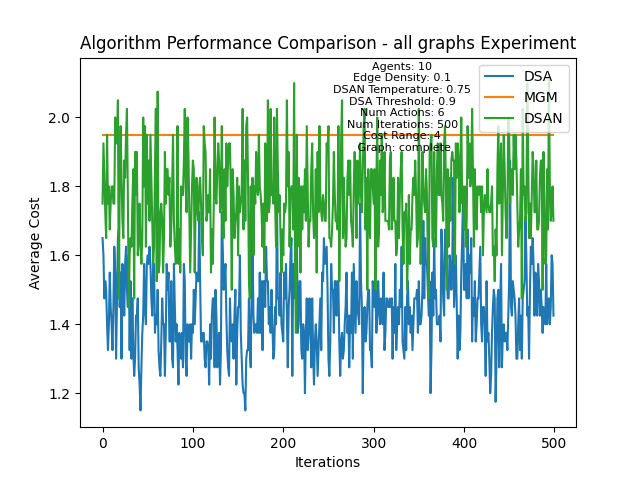 Algorithm Performance Comparison - all graphs Experiment
Agents: 10
Edge Density: 0.1
DSAN Temperature: 0.75
DSA Threshold: 0.9
Num Actions: 6
Num Iterations: 500
Cost Range: 4
Graph: complete
DSA
MGM
DSAN
Average Cost
2.0
1.8
1.6
1.4
1.2
0
100
200
300
400
500
Iterations